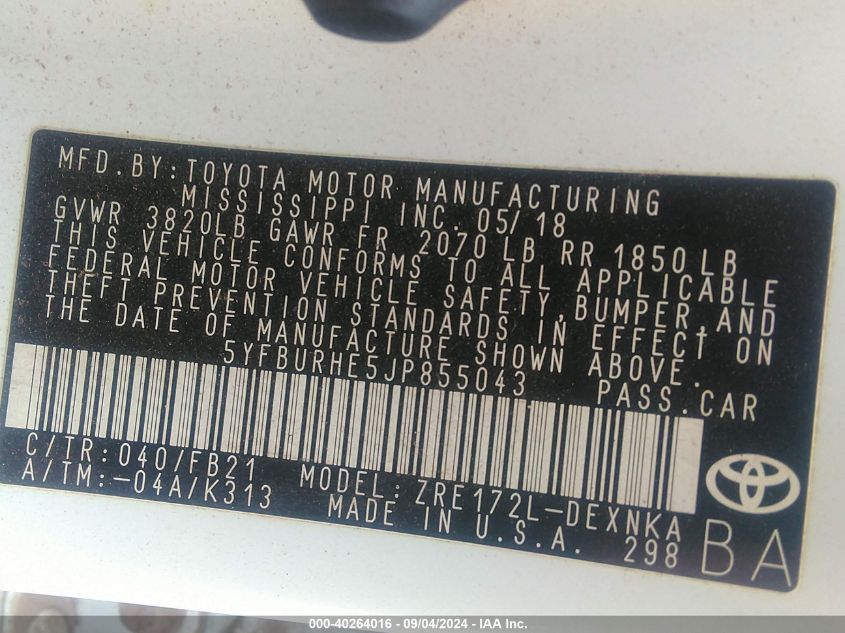 MFD. BY: TOYOTA MOTOR MANUFACTURING
MISSISSIPPI INC. 05/18
GVWR 3820LB GAWR FR 2070 LB RR 1850 LB
THIS VEHICLE CONFORMS TO ALL APPLICABLE
FEDERAL MOTOR VEHICLE SAFETY, BUMPER, AND
THEFT PREVENTION STANDARDS IN EFFECT ON
THE DATE OF MANUFACTURE SHOWN ABOVE.
5YFBURHE5JP855043 PASS. CAR
C/TR: 040/FB21 MODEL: ZRE172L-DEXNKA
A/TM: -04A/K313 MADE IN U.S.A. 298
BA
000-40264016 - 09/04/2024 - IAA Inc.